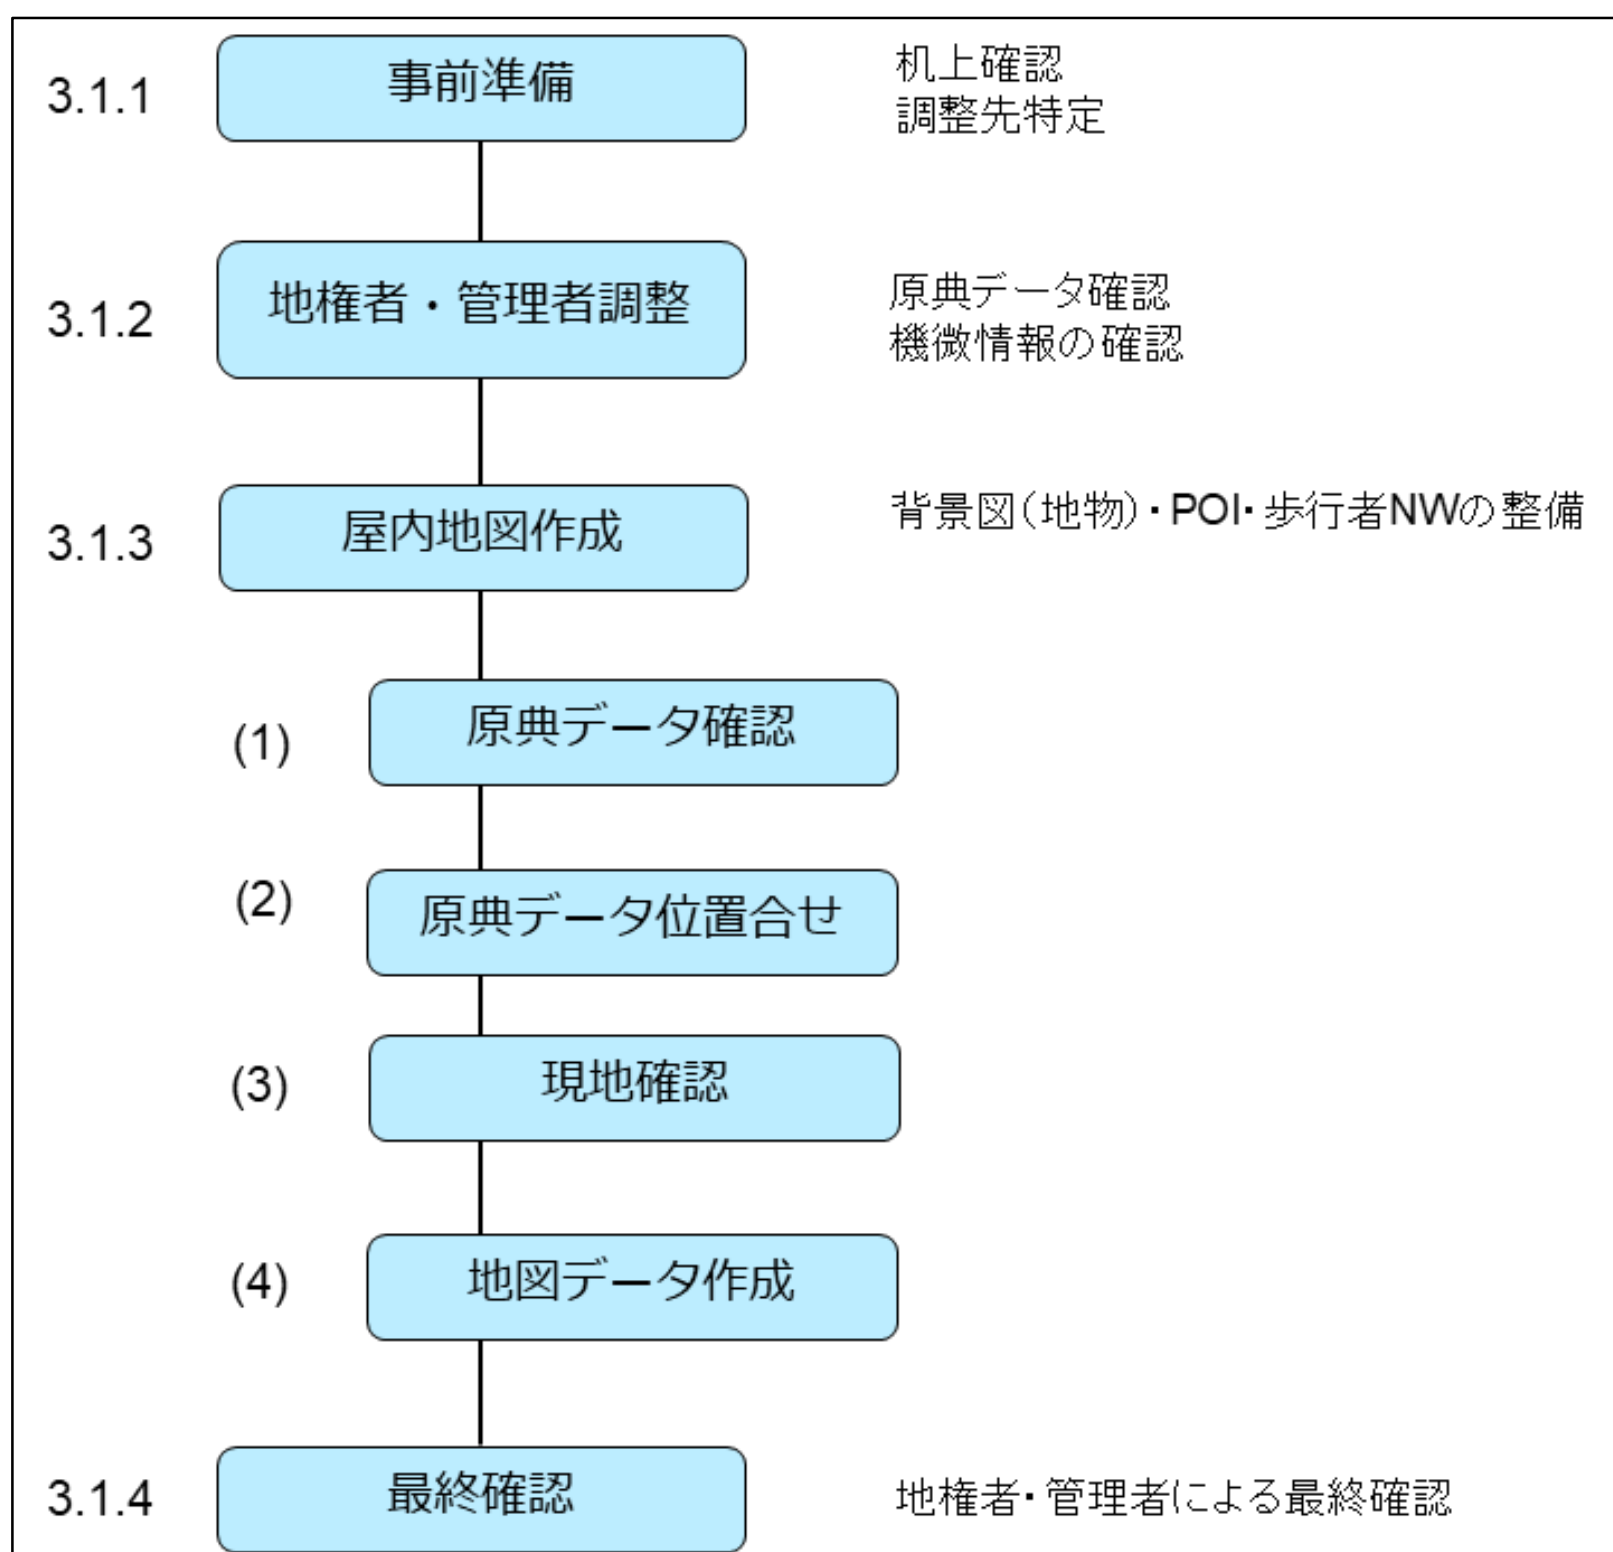 3.1.1
事前準備
机上確認
調整先特定
3.1.2
地権者・管理者調整
原典データ確認
機微情報の確認
3.1.3
屋内地図作成
背景図(地物)・POI・歩行者NWの整備
(1)
原典データ確認
(2)
原典データ位置合せ
(3)
現地確認
(4)
地図データ作成
3.1.4
最終確認
地権者・管理者による最終確認